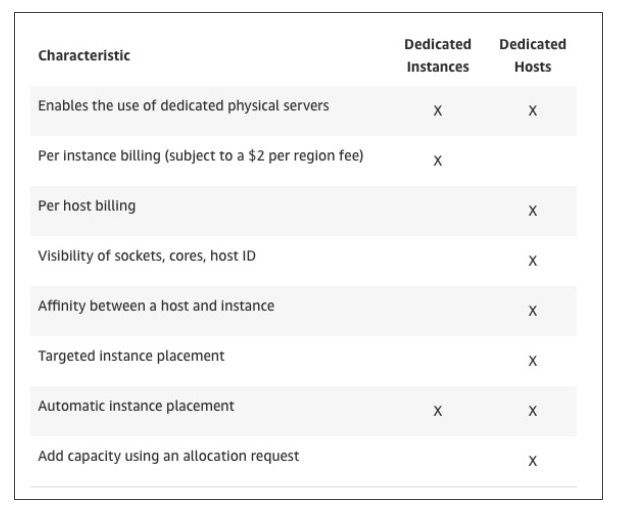 Characteristic Dedicated Instances Dedicated Hosts
Enables the use of dedicated physical servers X X
Per instance billing (subject to a $2 per region fee) X
Per host billing X
Visibility of sockets, cores, host ID X
Affinity between a host and instance X
Targeted instance placement X
Automatic instance placement X X
Add capacity using an allocation request X